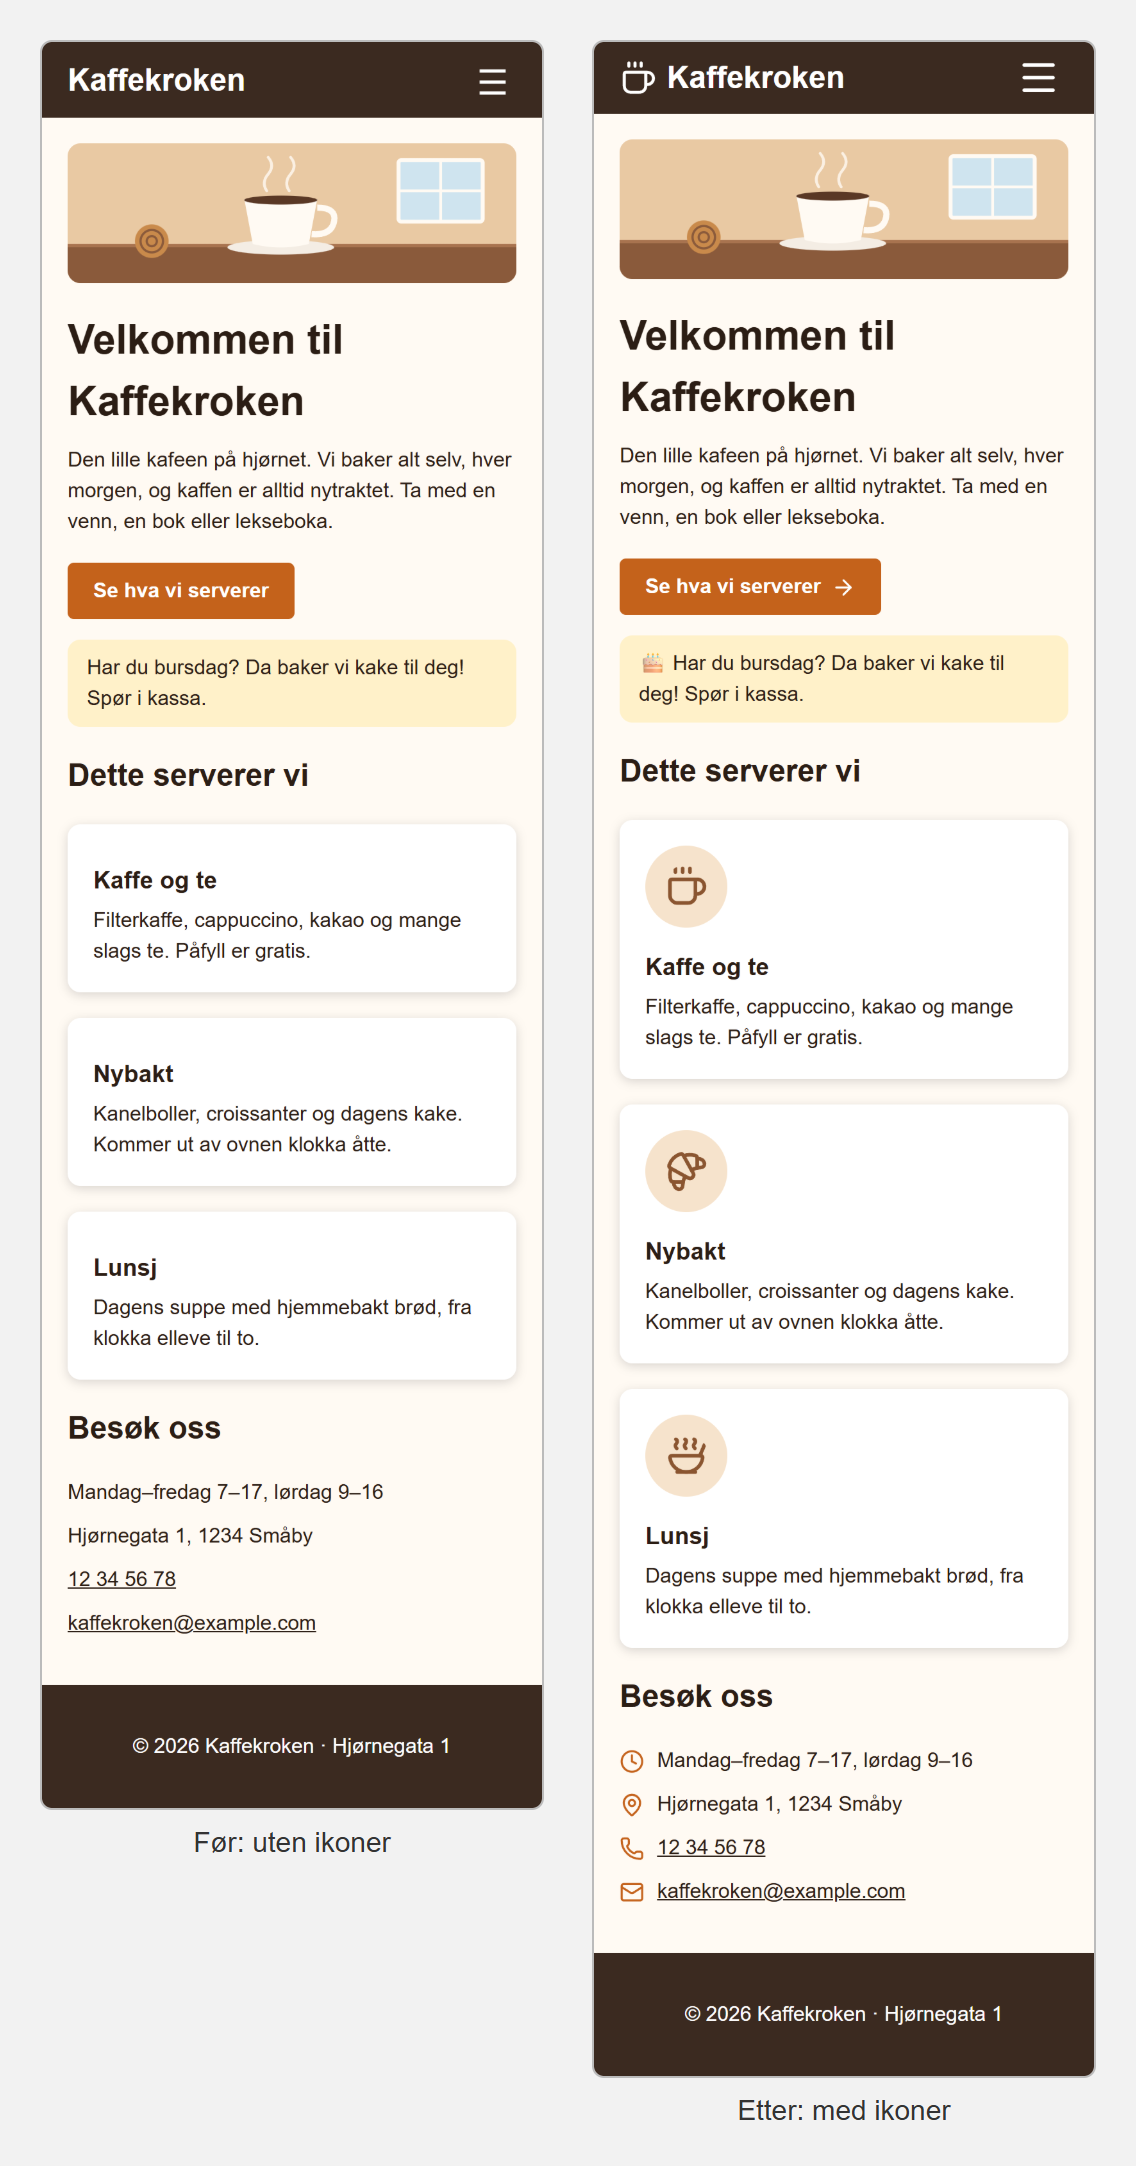 Kaffekroken
Velkommen til
Kaffekroken
Den lille kafeen på hjørnet. Vi baker alt selv, hver
morgen, og kaffen er alltid nytraktet. Ta med en
venn, en bok eller lekseboka.
Se hva vi serverer
Har du bursdag? Da baker vi kake til deg!
Spør i kassa.
Dette serverer vi
Kaffe og te
Filterkaffe, cappuccino, kakao og mange
slags te. Påfyll er gratis.
Nybakt
Kanelboller, croissanter og dagens kake.
Kommer ut av ovnen klokka åtte.
Lunsj
Dagens suppe med hjemmebakt brød, fra
klokka elleve til to.
Besøk oss
Mandag–fredag 7–17, lørdag 9–16
Hjørnegata 1, 1234 Småby
12 34 56 78
kaffekroken@example.com
© 2026 Kaffekroken · Hjørnegata 1
Før: uten ikoner
Kaffekroken
Velkommen til
Kaffekroken
Den lille kafeen på hjørnet. Vi baker alt selv, hver
morgen, og kaffen er alltid nytraktet. Ta med en
venn, en bok eller lekseboka.
Se hva vi serverer →
🎂 Har du bursdag? Da baker vi kake til
deg! Spør i kassa.
Dette serverer vi
Kaffe og te
Filterkaffe, cappuccino, kakao og mange
slags te. Påfyll er gratis.
Nybakt
Kanelboller, croissanter og dagens kake.
Kommer ut av ovnen klokka åtte.
Lunsj
Dagens suppe med hjemmebakt brød, fra
klokka elleve til to.
Besøk oss
Mandag–fredag 7–17, lørdag 9–16
Hjørnegata 1, 1234 Småby
12 34 56 78
kaffekroken@example.com
© 2026 Kaffekroken · Hjørnegata 1
Etter: med ikoner